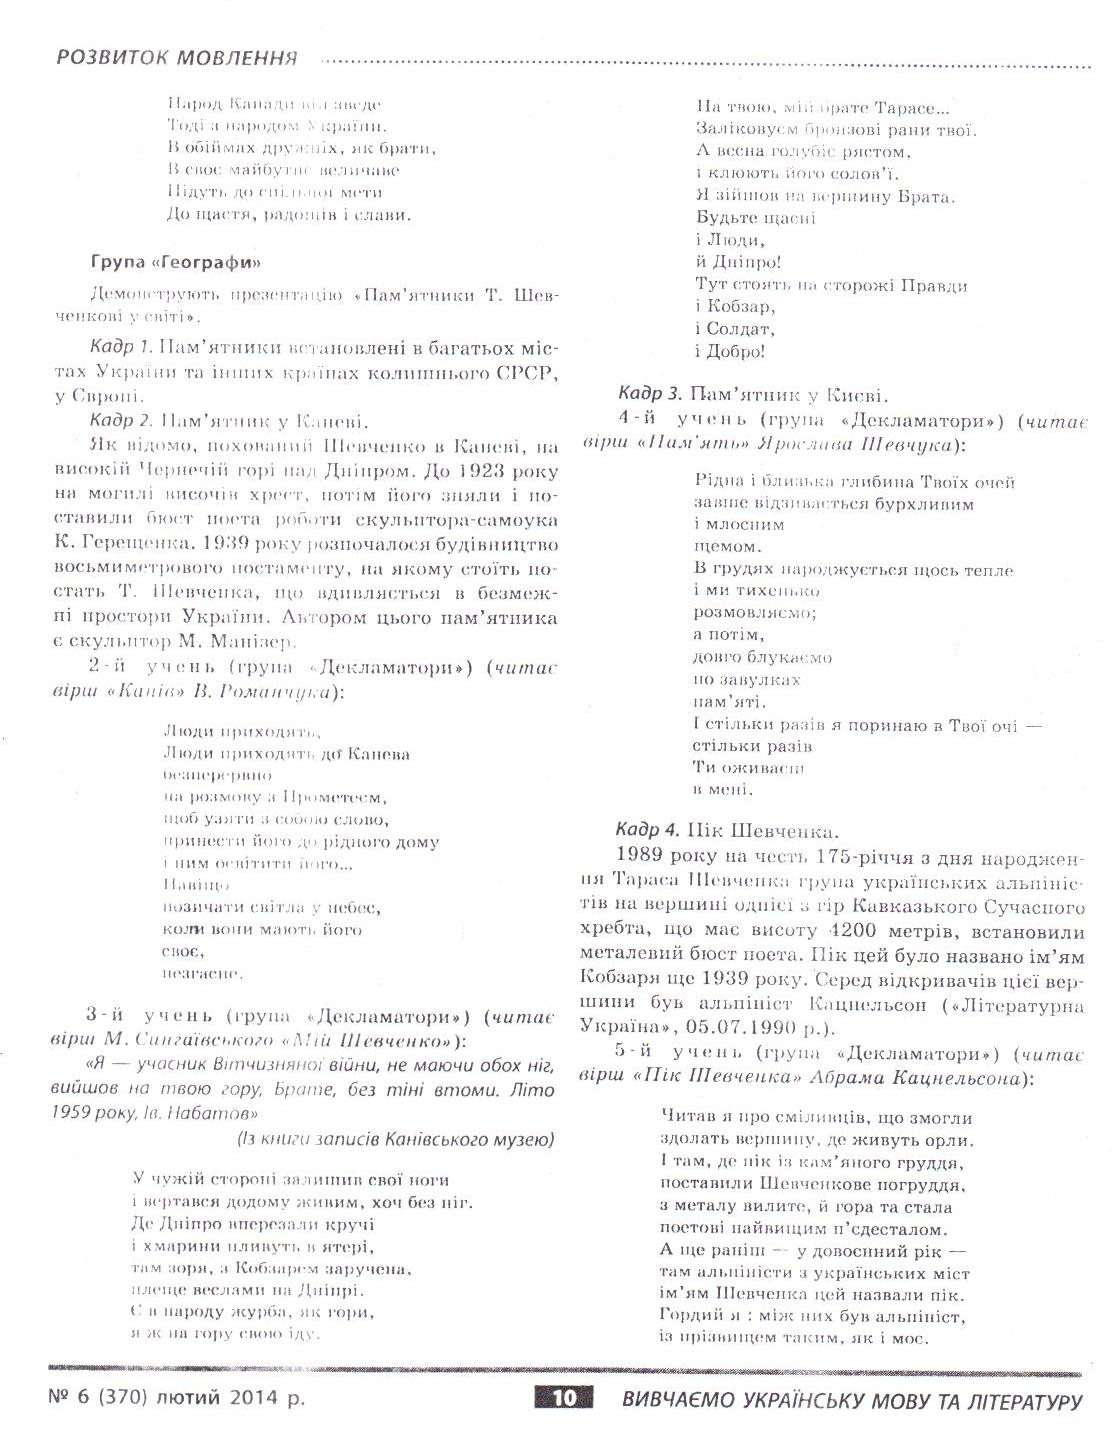 РОЗВИТОК МОВЛЕННЯ
Народ Канади від зведе
Тоді з народом України.
В обіймах дружніх, як брати,
В своє майбутнє величаве
Підуть до спільної мети
До щастя, радощів і слави.
Група «Географи»
Демонструють презентацію «Пам'ятники Т. Шев-
ченкові у світі».
Кадр 1. Пам'ятники встановлені в багатьох міс-
тах України та інших країнах колишнього СРСР,
у Європі.
Кадр 2. Пам'ятник у Каневі.
Як відомо, похований Шевченко в Каневі, на
високій Чернечій горі над Дніпром. До 1923 року
на могилі височів хрест, потім його зняли і по-
ставили бюст поета роботи скульптора-самоука
К. Герещенка. 1939 року розпочалося будівництво
восьмиметрового постаменту, на якому стоїть по-
стать Т. Шевченка, що вдивляється в безмеж-
ні простори України. Автором цього пам'ятника
є скульптор М. Манізер.
2-й учень (група «Декламатори») (читає
вірш «Канів» В. Романчука):
Люди приходять,
Люди приходять до Канева
безперервно
на розмову з Прометеєм,
щоб узяти з собою слово,
принести його до рідного дому
і ним освітити його...
Навіщо
позичати світла у небес,
коли вони мають його
своє,
незгасне.
3-й учень (група «Декламатори») (читає
вірш М. Сингаївського «Мій Шевченко»):
«Я — учасник Вітчизняної війни, не маючи обох ніг,
вийшов на твою гору, Брате, без тіні втоми. Літо
1959 року, Ів. Набатов»
(Із книги записів Канівського музею)
У чужій стороні залишив свої ноги
і вертався додому живим, хоч без ніг.
Де Дніпро вперезали кручі
і хмарини пливуть в ятері,
там зоря, з Кобзарем заручена,
плеще веслами на Дніпрі.
Є в народу журба, як гори,
я ж на гору свою іду.
На твою, мій брате Тарасе...
Заліковуєм бронзові рани твої.
А весна голубіє рястом,
і клюють його солов'ї.
Я зійшов на вершину Брата.
Будьте щасні
і Люди,
й Дніпро!
Тут стоять на сторожі Правди
і Кобзар,
і Солдат,
і Добро!
Кадр 3. Пам'ятник у Києві.
4-й учень (група «Декламатори») (читає
вірш «Пам'ять» Ярослава Шевчука):
Рідна і близька глибина Твоїх очей
завше відзивається бурхливим
і млосним
щемом.
В грудях народжується щось тепле
і ми тихенько
розмовляємо;
а потім,
довго блукаємо
по завулках
пам'яті.
І стільки разів я поринаю в Твої очі —
стільки разів
Ти оживаєш
в мені.
Кадр 4. Пік Шевченка.
1989 року на честь 175-річчя з дня народжен-
ня Тараса Шевченка група українських альпініс-
тів на вершині однієї з гір Кавказького Сучасного
хребта, що має висоту 4200 метрів, встановили
металевий бюст поета. Пік цей було названо ім'ям
Кобзаря ще 1939 року. Серед відкривачів цієї вер-
шини був альпініст Кацнельсон («Літературна
Україна», 05.07.1990 р.).
5-й учень (група «Декламатори») (читає
вірш «Пік Шевченка» Абрама Кацнельсона):
Читав я про сміливців, що змогли
здолать вершину, де живуть орли.
І там, де пік із кам'яного груддя,
поставили Шевченкове погруддя,
з металу вилите, й гора та стала
поетові найвищим п'єдесталом.
А ще раніш — у довоєнний рік —
там альпіністи з українських міст
ім'ям Шевченка цей назвали пік.
Гордий я : між них був альпініст,
із прізвищем таким, як і моє.
№ 6 (370) лютий 2014 р.
10
ВИВЧАЄМО УКРАЇНСЬКУ МОВУ ТА ЛІТЕРАТУРУ